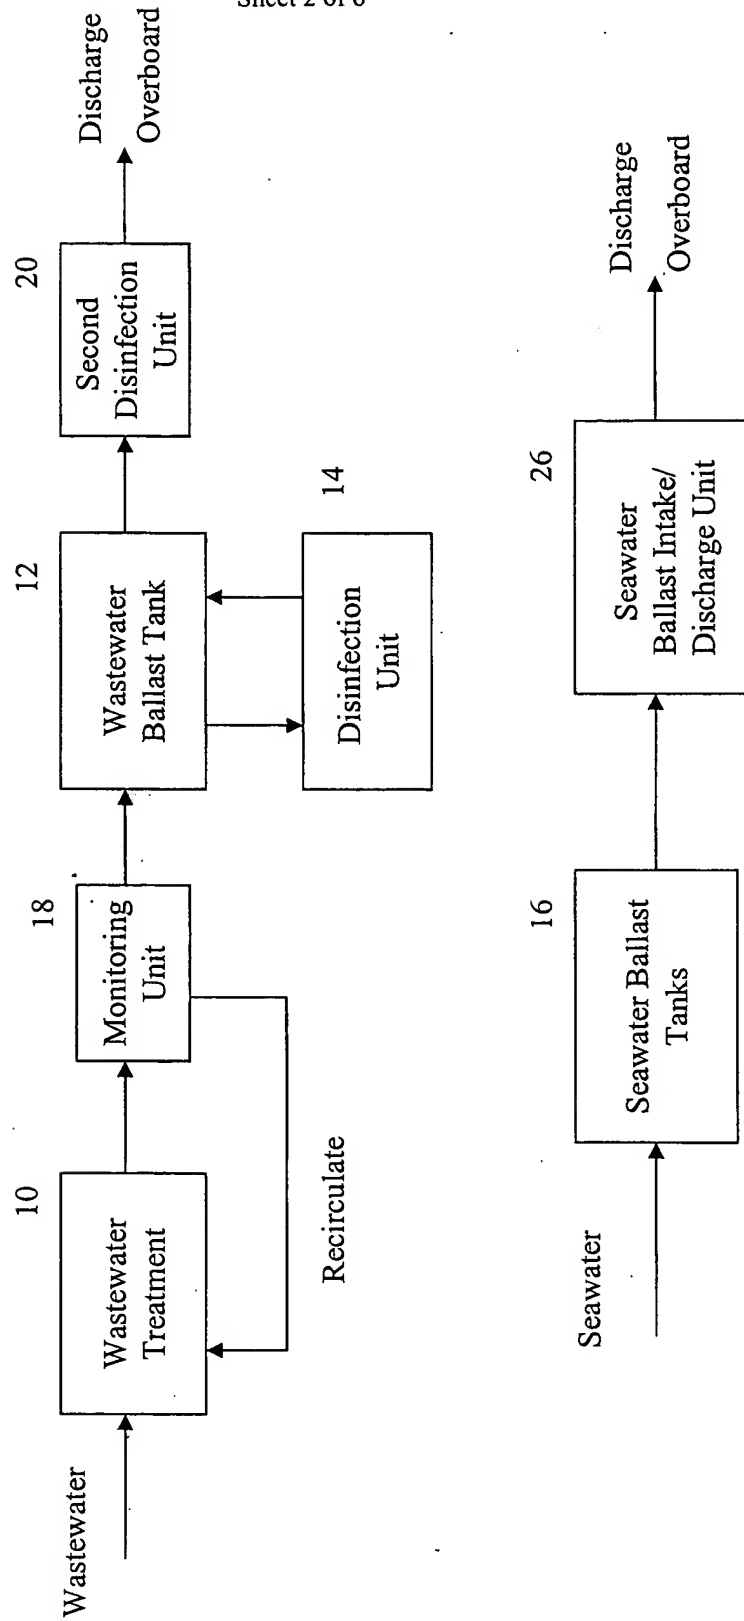 Sheet 2 of 6
Wastewater
10
Wastewater
Treatment
18
Monitoring
Unit
Recirculate
12
Wastewater
Ballast Tank
14
Disinfection
Unit
20
Second
Disinfection
Unit
Discharge
Overboard
Seawater
16
Seawater Ballast
Tanks
26
Seawater
Ballast Intake/
Discharge Unit
Discharge
Overboard